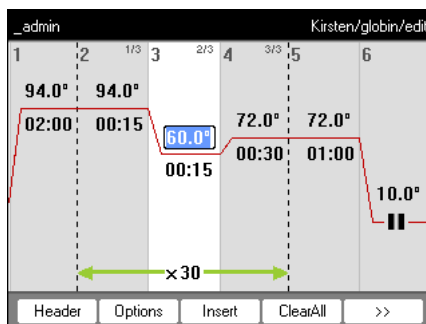 _admin Kirsten/globin/edit
1 2 1/3 3 2/3 4 3/3 5 6
94.0° 94.0° 60.0° 72.0° 72.0° 10.0°
02:00 00:15 00:15 00:30 01:00
×30
Header Options Insert ClearAll >>